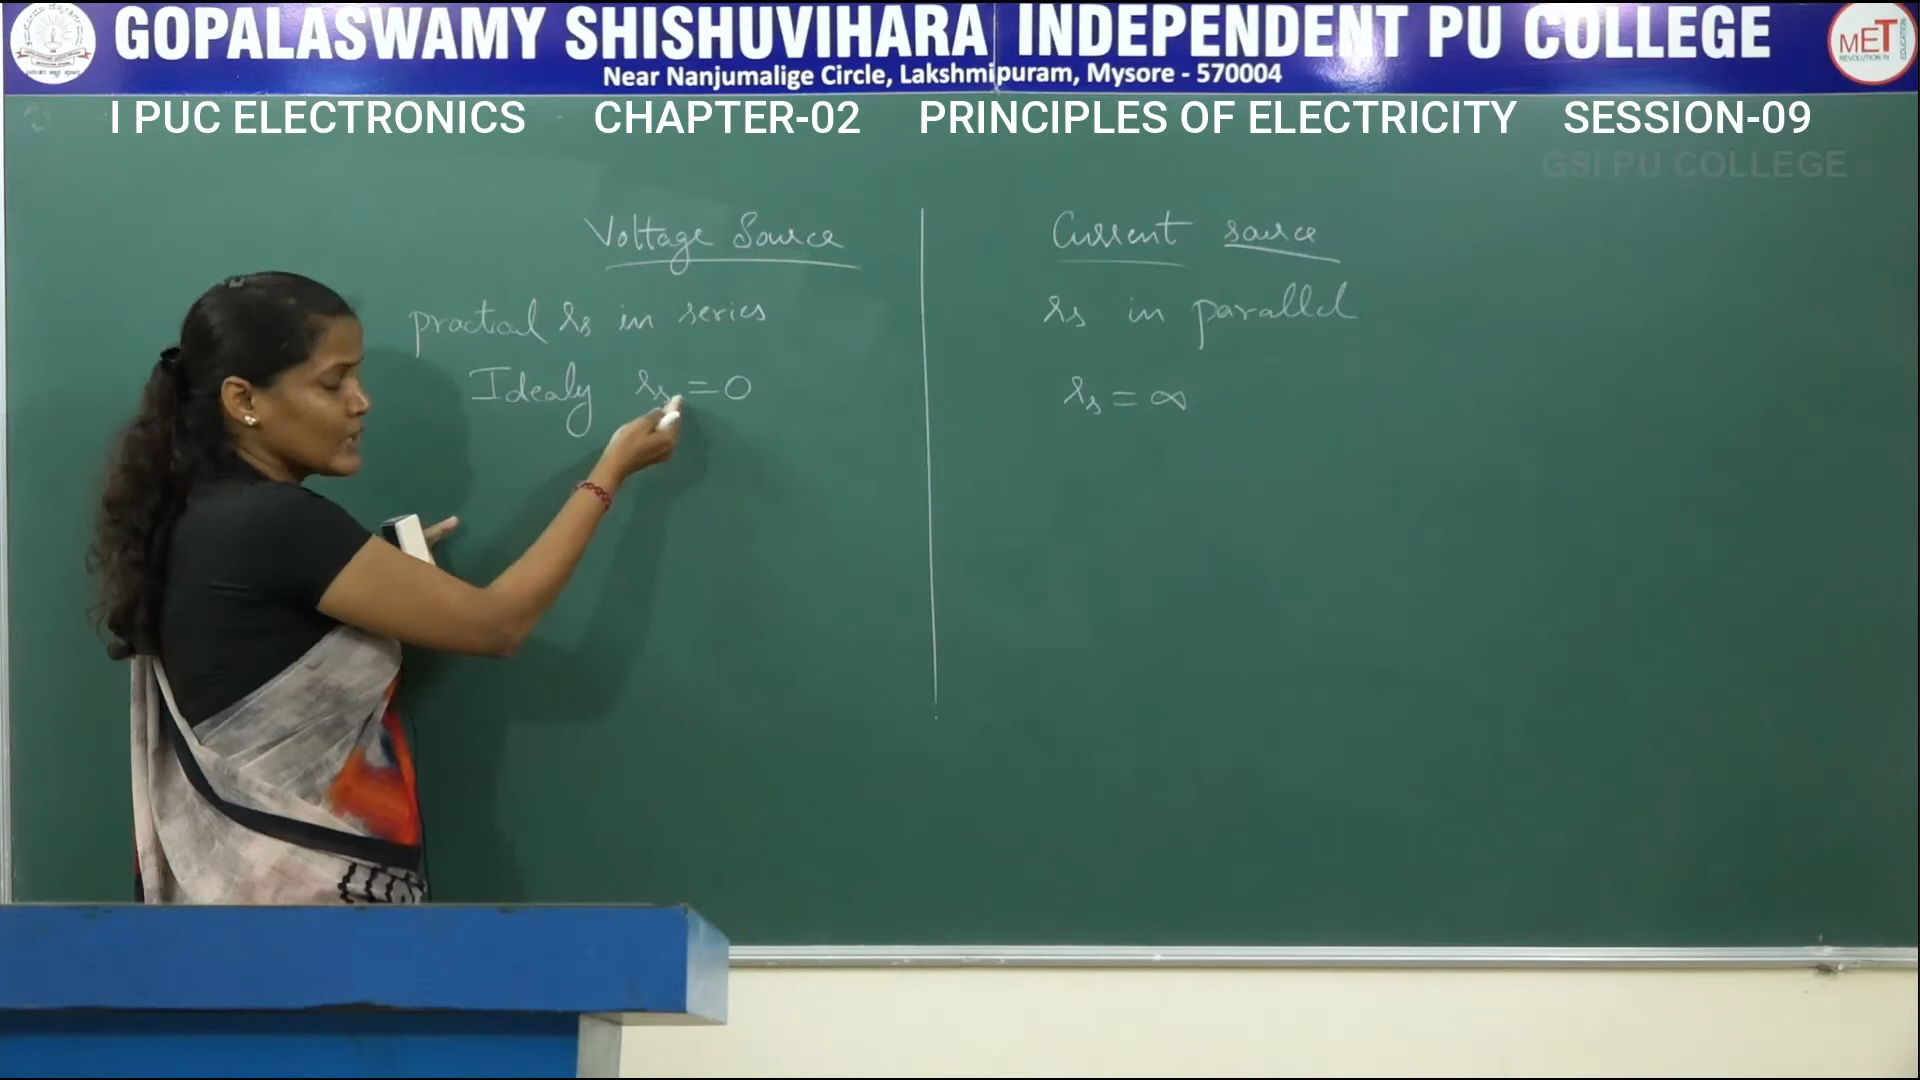 GOPALASWAMY SHISHUVIHARA INDEPENDENT PU COLLEGE
Near Nanjumalige Circle, Lakshmipuram, Mysore - 570004
MET
I PUC ELECTRONICS CHAPTER-02 PRINCIPLES OF ELECTRICITY SESSION-09
GSI PU COLLEGE
Voltage Source
practial rs in series
Idealy rs = 0
Current source
rs in parallel
rs = ∞